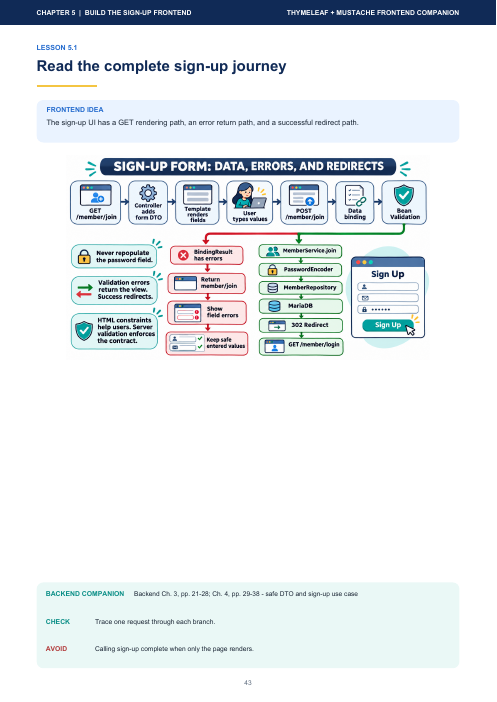 CHAPTER 5 | BUILD THE SIGN-UP FRONTEND
THYMELEAF + MUSTACHE FRONTEND COMPANION
LESSON 5.1
Read the complete sign-up journey
FRONTEND IDEA
The sign-up UI has a GET rendering path, an error return path, and a successful redirect path.
SIGN-UP FORM: DATA, ERRORS, AND REDIRECTS
GET
/member/join
Controller
adds
form DTO
Template
renders
fields
User
types values
POST
/member/join
Data
binding
Bean
Validation
Never repopulate
the password field.
Validation errors
return the view.
Success redirects.
HTML constraints
help users. Server
validation enforces
the contract.
BindingResult
has errors
Return
member/join
Show
field errors
Keep safe
entered values
MemberService.join
PasswordEncoder
MemberRepository
MariaDB
302 Redirect
GET /member/login
Sign Up
Sign Up
BACKEND COMPANION Backend Ch. 3, pp. 21-28; Ch. 4, pp. 29-38 - safe DTO and sign-up use case
CHECK Trace one request through each branch.
AVOID Calling sign-up complete when only the page renders.
43